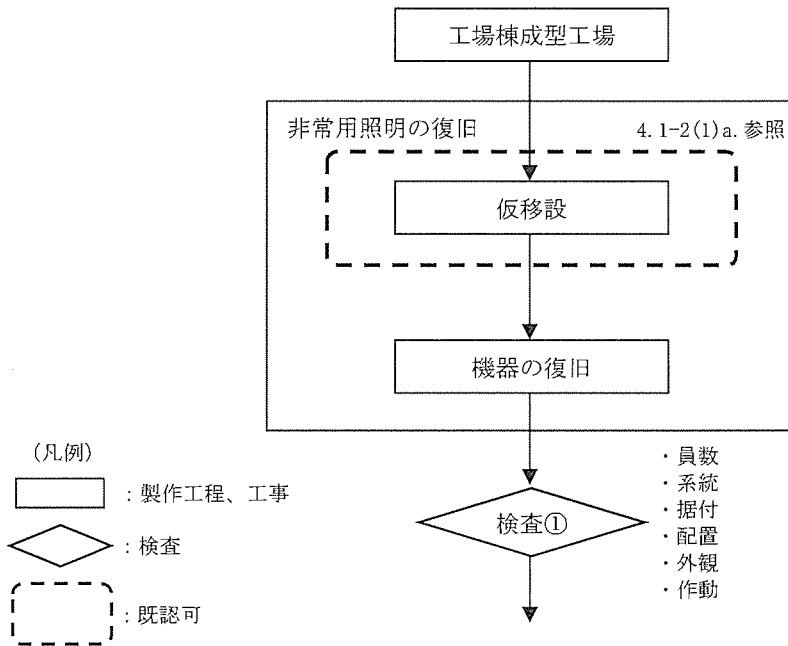 工場棟成型工場
非常用照明の復旧
4.1-2(1)a.参照
仮移設
機器の復旧
検査①
・員数
・系統
・据付
・配置
・外観
・作動
(凡例)
：製作工程、工事
：検査
：既認可